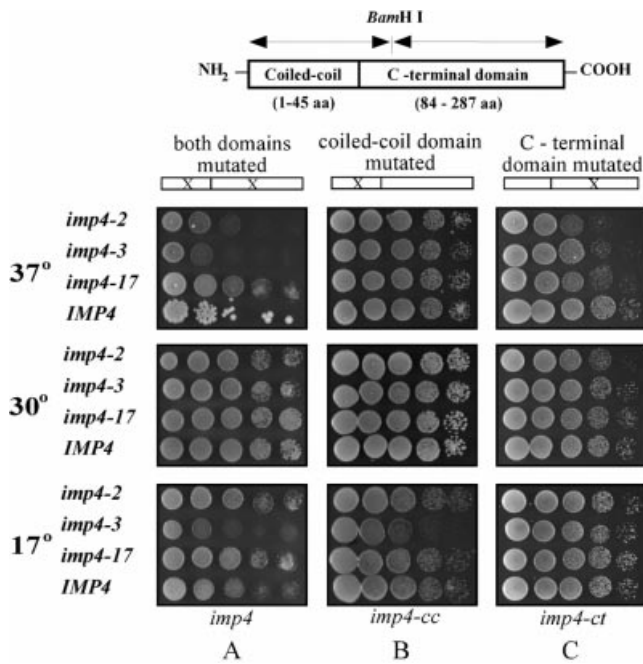 BamH I
NH2 Coiled-coil C -terminal domain COOH
(1-45 aa) (84 - 287 aa)
both domains mutated
coiled-coil domain mutated
C - terminal domain mutated
X X
X
X
37°
imp4-2
imp4-3
imp4-17
IMP4
30°
imp4-2
imp4-3
imp4-17
IMP4
17°
imp4-2
imp4-3
imp4-17
IMP4
imp4 imp4-cc imp4-ct
A B C